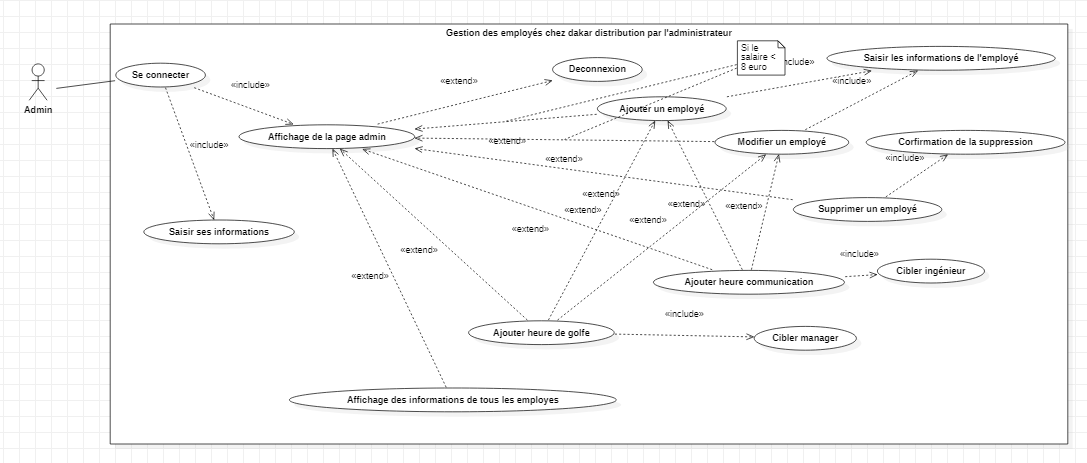 Gestion des employés chez dakar distribution par l'administrateur
Si le
salaire <
8 euro
Saisir les informations de l'employé
nclude»
Se connecter
Deconnexion
«extend»
«include»
«include»
Admin
Ajouter un employé
Affichage de la page admin
«extend»
Modifier un employé
Corfirmation de la suppression
«include»
«extend»
«include»
«extend»
«extend»
«extend»
«extend»
«extend»
Supprimer un employé
Saisir ses informations
«extend»
«extend»
«include»
Cibler ingénieur
«extend»
Ajouter heure communication
«include»
Ajouter heure de golfe
Cibler manager
Affichage des informations de tous les employes